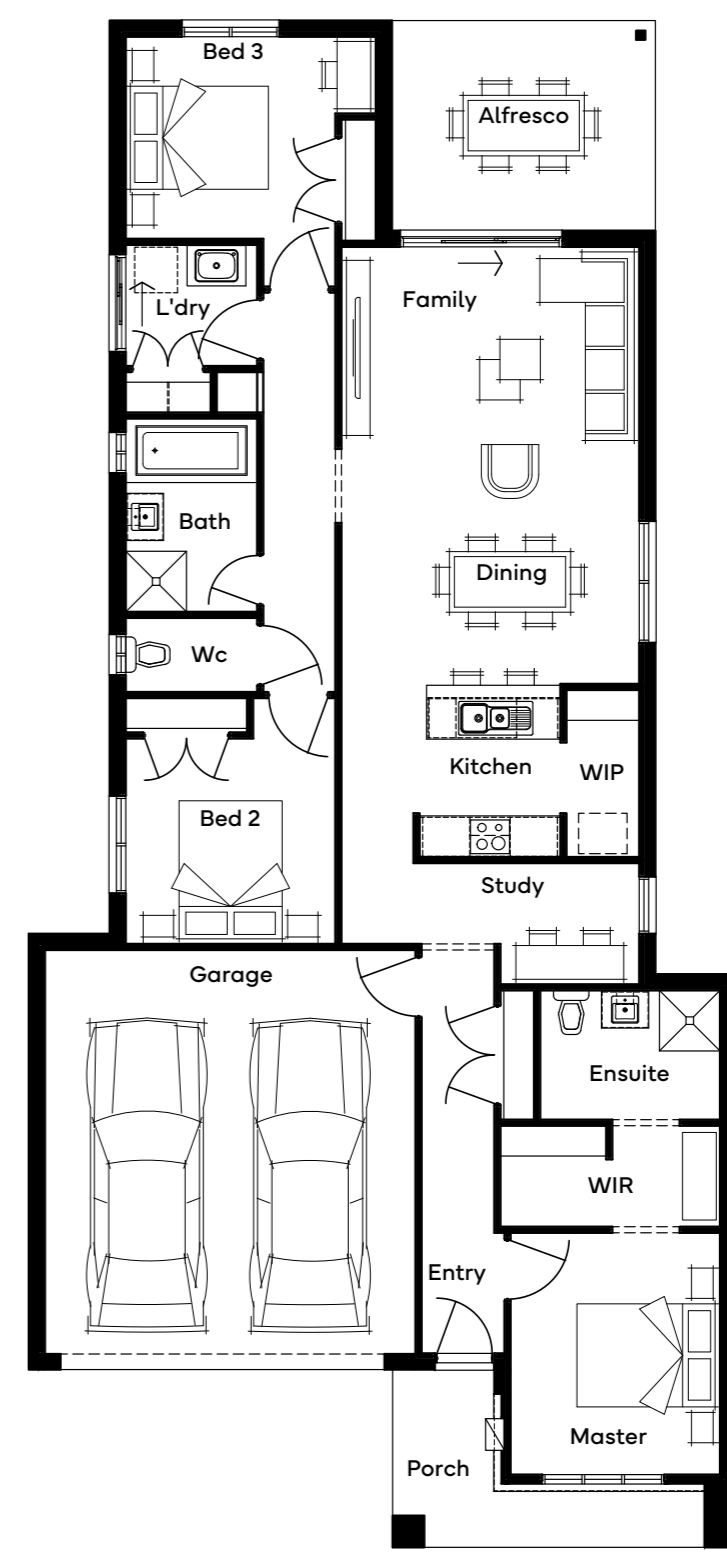 Bed 3
Alfresco
Family
L'dry
Bath
Dining
Wc
Kitchen
WIP
Bed 2
Study
Garage
Ensuite
WIR
Entry
Master
Porch